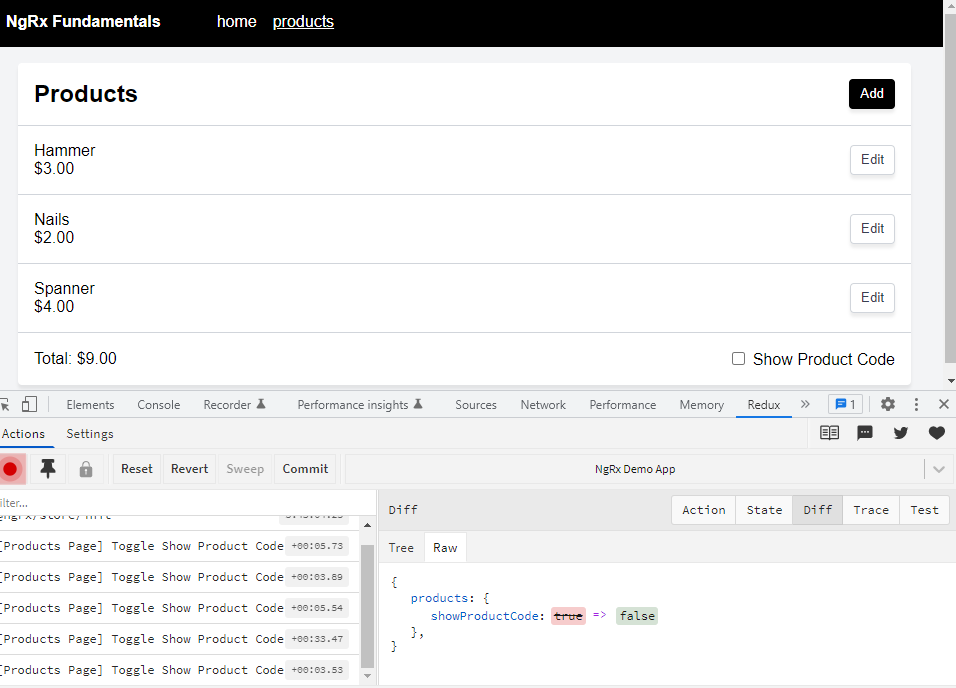 NgRx Fundamentals home products
Products Add
Hammer
$3.00
Edit
Nails
$2.00
Edit
Spanner
$4.00
Edit
Total: $9.00 Show Product Code
Elements Console Recorder Performance insights Sources Network Performance Memory Redux » 1
Actions Settings
Reset Revert Sweep Commit NgRx Demo App
ilter...
[Products Page] Toggle Show Product Code +00:05.73
[Products Page] Toggle Show Product Code +00:03.89
[Products Page] Toggle Show Product Code +00:05.54
[Products Page] Toggle Show Product Code +00:33.47
[Products Page] Toggle Show Product Code +00:03.53
Diff Action State Diff Trace Test
Tree Raw
{
products: {
showProductCode: true => false
},
}